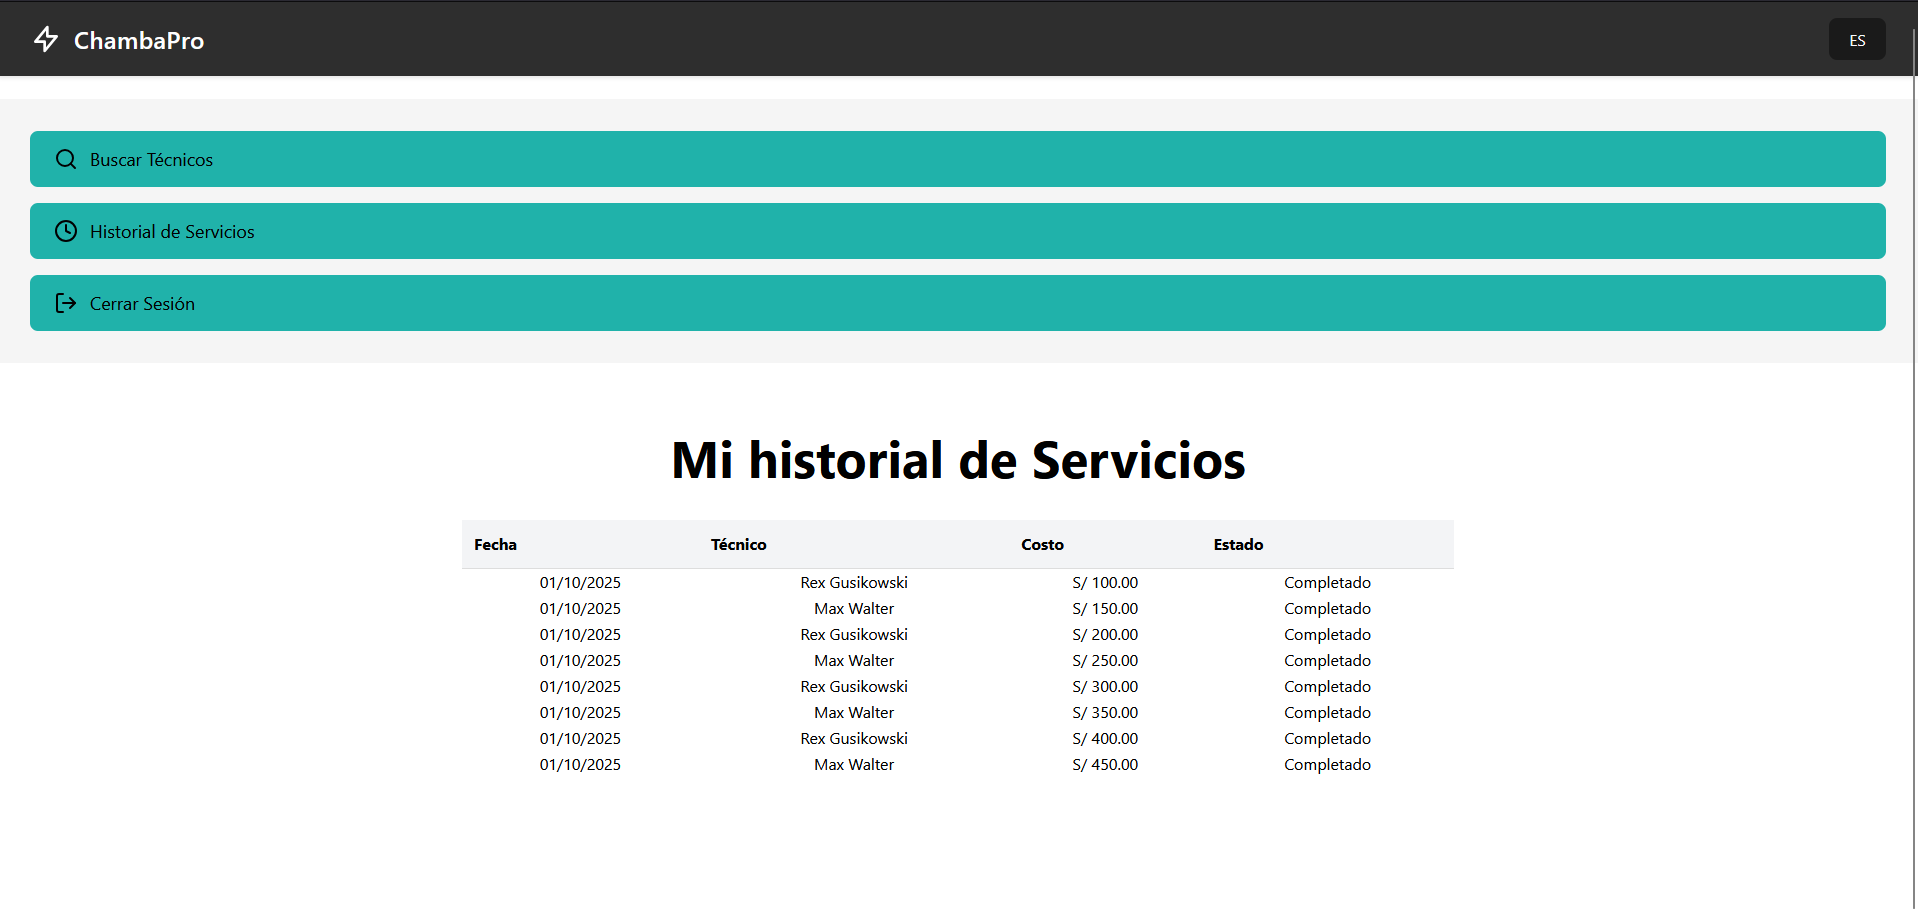 ChambaPro
ES
Buscar Técnicos
Historial de Servicios
Cerrar Sesión
Mi historial de Servicios
Fecha Técnico Costo Estado
01/10/2025 Rex Gusikowski S/ 100.00 Completado
01/10/2025 Max Walter S/ 150.00 Completado
01/10/2025 Rex Gusikowski S/ 200.00 Completado
01/10/2025 Max Walter S/ 250.00 Completado
01/10/2025 Rex Gusikowski S/ 300.00 Completado
01/10/2025 Max Walter S/ 350.00 Completado
01/10/2025 Rex Gusikowski S/ 400.00 Completado
01/10/2025 Max Walter S/ 450.00 Completado